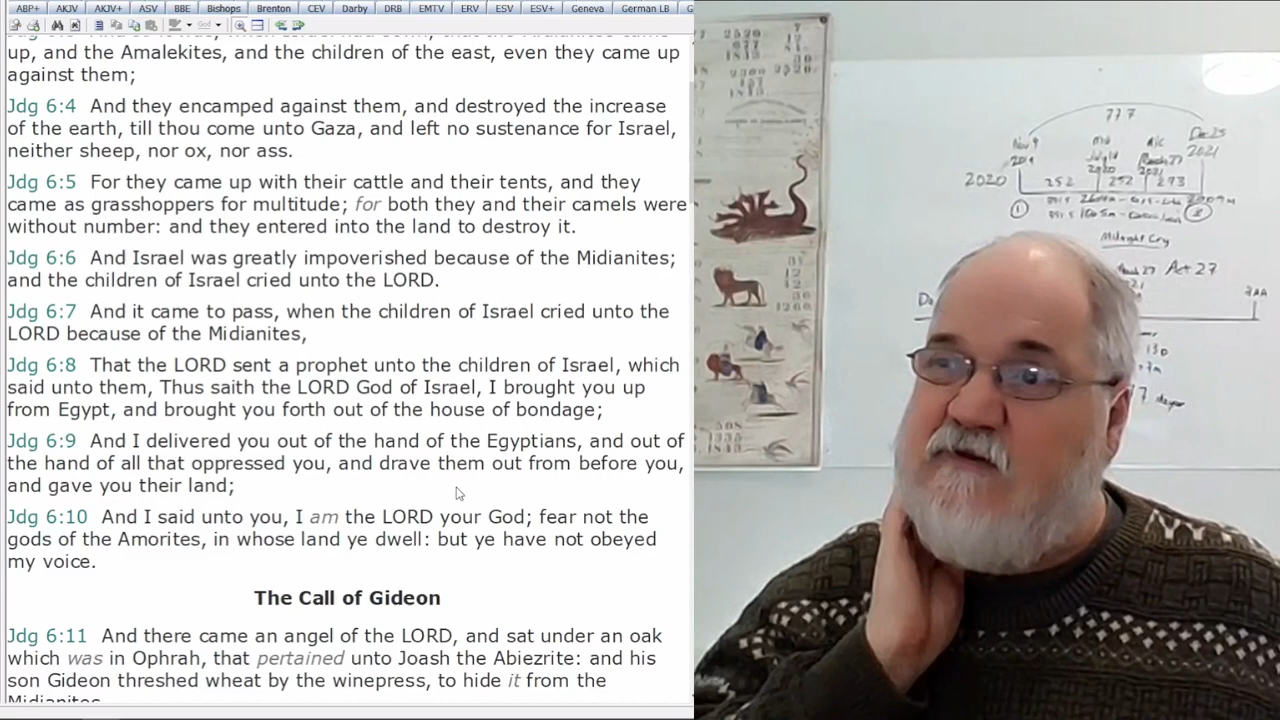 ABP+ AKJV AKJV+ ASV BBE Bishops Brenton CEV Darby DRB EMTV ERV ESV ESV+ Geneva German LB
up, and the Amalekites, and the children of the east, even they came up
against them;
Jdg 6:4 And they encamped against them, and destroyed the increase
of the earth, till thou come unto Gaza, and left no sustenance for Israel,
neither sheep, nor ox, nor ass.
Jdg 6:5 For they came up with their cattle and their tents, and they
came as grasshoppers for multitude; for both they and their camels were
without number: and they entered into the land to destroy it.
Jdg 6:6 And Israel was greatly impoverished because of the Midianites;
and the children of Israel cried unto the LORD.
Jdg 6:7 And it came to pass, when the children of Israel cried unto the
LORD because of the Midianites,
Jdg 6:8 That the LORD sent a prophet unto the children of Israel, which
said unto them, Thus saith the LORD God of Israel, I brought you up
from Egypt, and brought you forth out of the house of bondage;
Jdg 6:9 And I delivered you out of the hand of the Egyptians, and out of
the hand of all that oppressed you, and drave them out from before you,
and gave you their land;
Jdg 6:10 And I said unto you, I am the LORD your God; fear not the
gods of the Amorites, in whose land ye dwell: but ye have not obeyed
my voice.
The Call of Gideon
Jdg 6:11 And there came an angel of the LORD, and sat under an oak
which was in Ophrah, that pertained unto Joash the Abiezrite: and his
son Gideon threshed wheat by the winepress, to hide it from the
Midianites
2520 7
677 12
1843
2300 2520
457
1843
777
Nov 9
Dec 25
2021
2020
252 252 273
Midnight Cry
Act 27
1335
1843